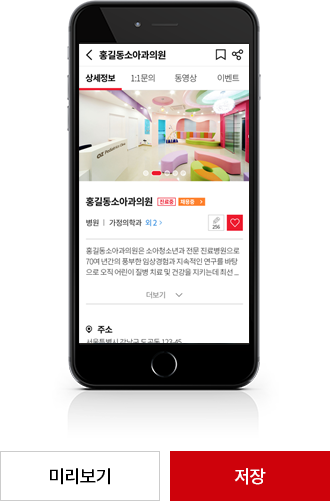 홍길동소아과의원
상세정보 1:1문의 동영상 이벤트
홍길동소아과의원 진료중 채용중 >
병원 | 가정의학과 외 2 >
256
홍길동소아과의원은 소아청소년과 전문 진료병원으로
70여 년간의 풍부한 임상경험과 지속적인 연구를 바탕
으로 오직 어린이 질병 치료 및 건강을 지키는데 최선 ...
더보기
주소
서울특별시 강남구 도곡동 123-45
미리보기
저장